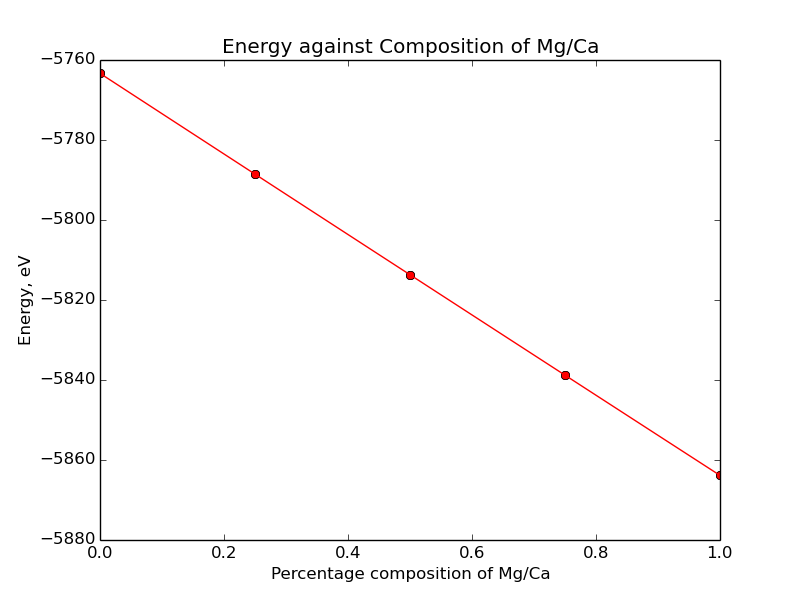 Energy against Composition of Mg/Ca
−5760
−5780
−5800
−5820
−5840
−5860
−5880
Energy, eV
0.0 0.2 0.4 0.6 0.8 1.0
Percentage composition of Mg/Ca